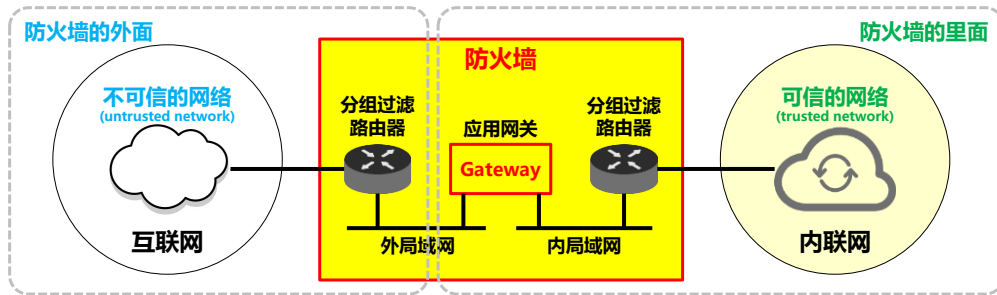 防火墙的外面
防火墙的里面
防火墙
不可信的网络
(untrusted network)
互联网
分组过滤
路由器
应用网关
Gateway
分组过滤
路由器
外局域网
内局域网
可信的网络
(trusted network)
内联网